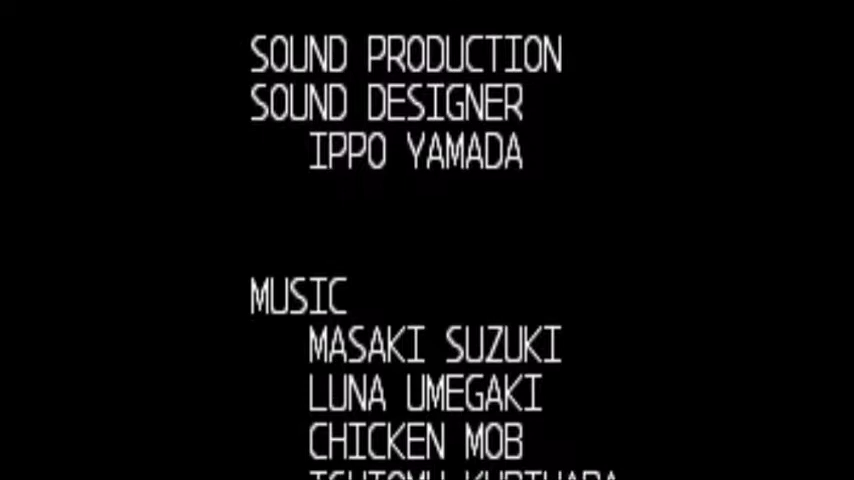 SOUND PRODUCTION
SOUND DESIGNER
IPPO YAMADA
MUSIC
MASAKI SUZUKI
LUNA UMEGAKI
CHICKEN MOB